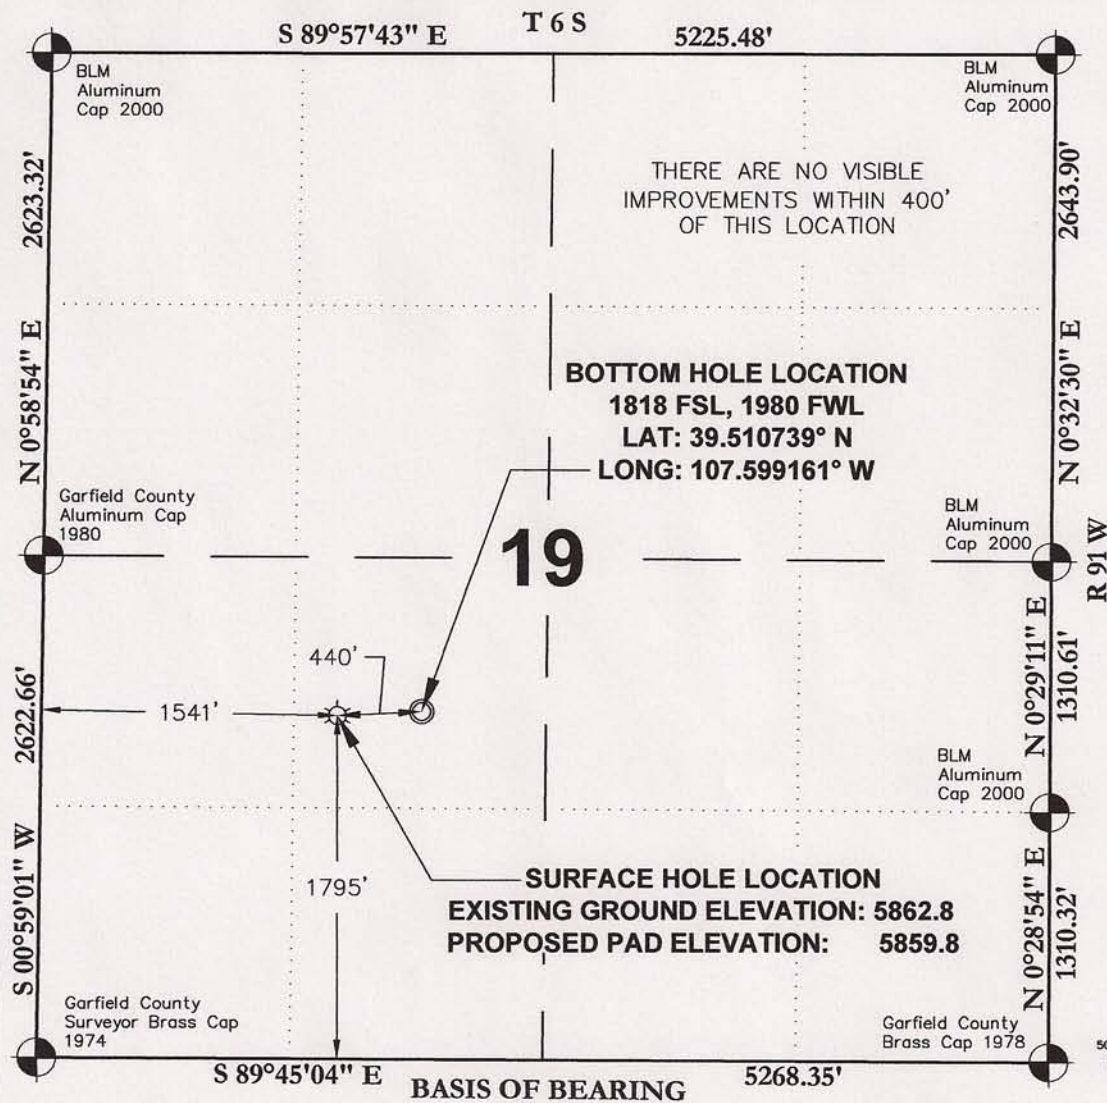 T 6 S
S 89°57'43" E
5225.48'
BLM
Aluminum
Cap 2000
BLM
Aluminum
Cap 2000
2623.32'
2643.90'
THERE ARE NO VISIBLE
IMPROVEMENTS WITHIN 400'
OF THIS LOCATION
N 0°58'54" E
N 0°32'30" E
BOTTOM HOLE LOCATION
1818 FSL, 1980 FWL
LAT: 39.510739° N
LONG: 107.599161° W
Garfield County
Aluminum Cap
1980
BLM
Aluminum
Cap 2000
19
R 91 W
440'
1541'
2622.66'
N 0°29'11" E
1310.61'
BLM
Aluminum
Cap 2000
S 00°59'01" W
1795'
SURFACE HOLE LOCATION
EXISTING GROUND ELEVATION: 5862.8
PROPOSED PAD ELEVATION: 5859.8
N 0°28'54" E
1310.32'
Garfield County
Surveyor Brass Cap
1974
Garfield County
Brass Cap 1978
S 89°45'04" E
BASIS OF BEARING
5268.35'